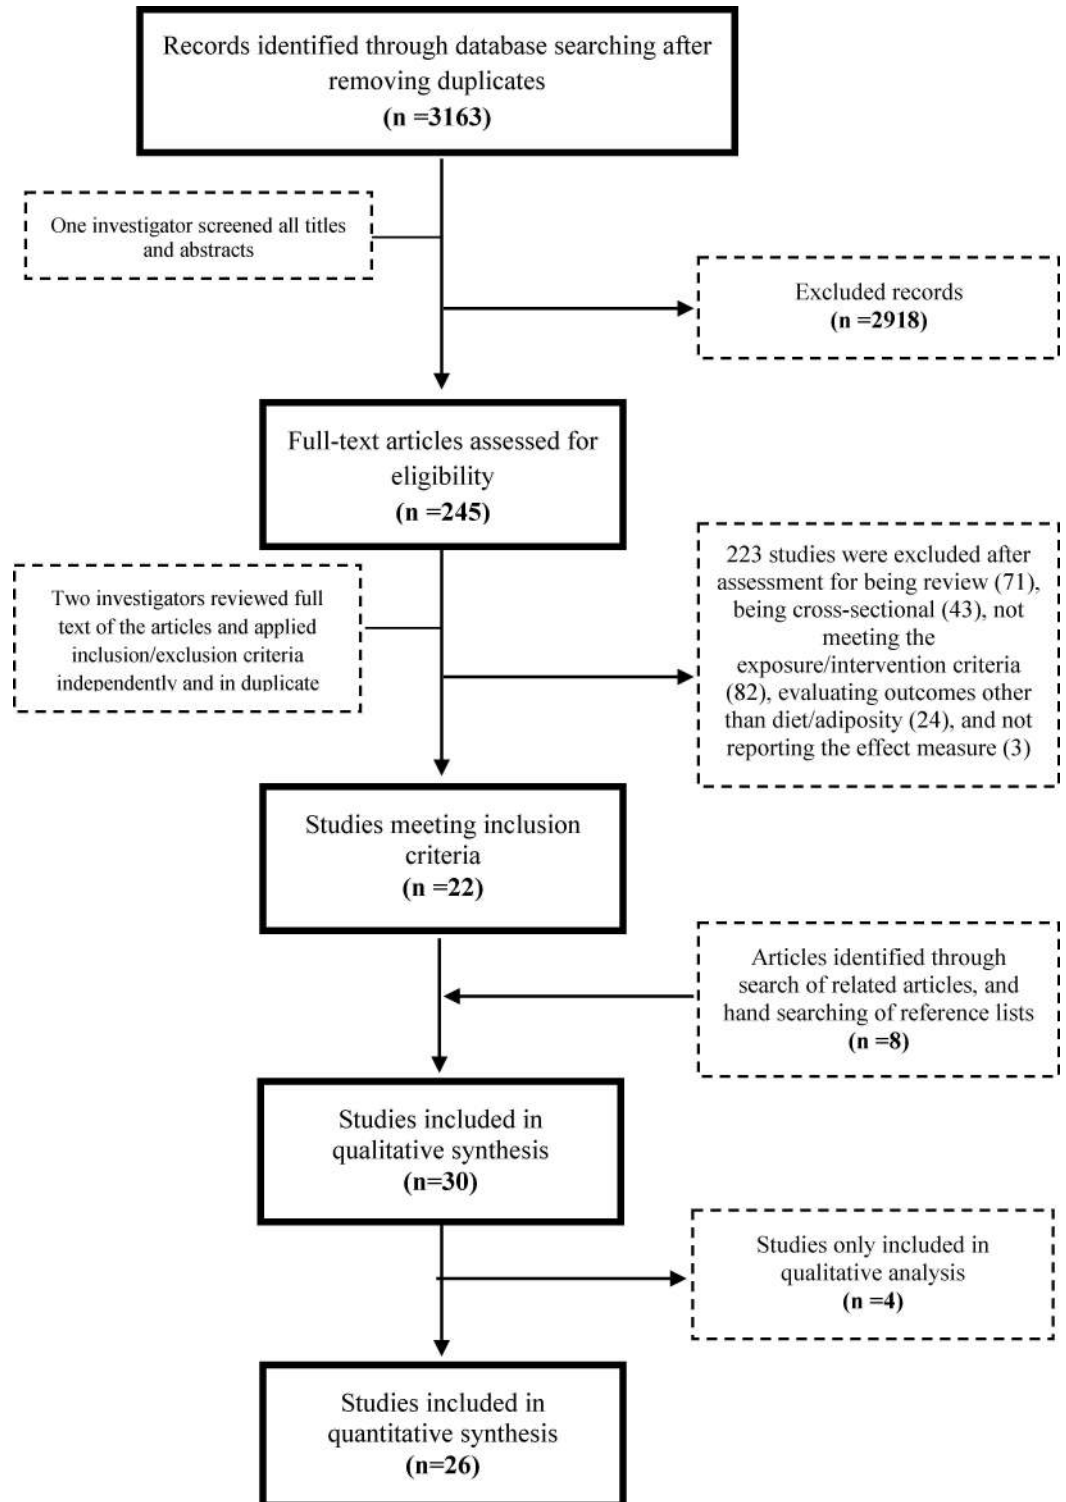 Records identified through database searching after
removing duplicates
(n =3163)
One investigator screened all titles
and abstracts
Excluded records
(n =2918)
Full-text articles assessed for
eligibility
(n =245)
223 studies were excluded after
assessment for being review (71),
being cross-sectional (43), not
meeting the
exposure/intervention criteria
(82), evaluating outcomes other
than diet/adiposity (24), and not
reporting the effect measure (3)
Two investigators reviewed full
text of the articles and applied
inclusion/exclusion criteria
independently and in duplicate
Studies meeting inclusion
criteria
(n =22)
Articles identified through
search of related articles, and
hand searching of reference lists
(n =8)
Studies included in
qualitative synthesis
(n=30)
Studies only included in
qualitative analysis
(n =4)
Studies included in
quantitative synthesis
(n=26)